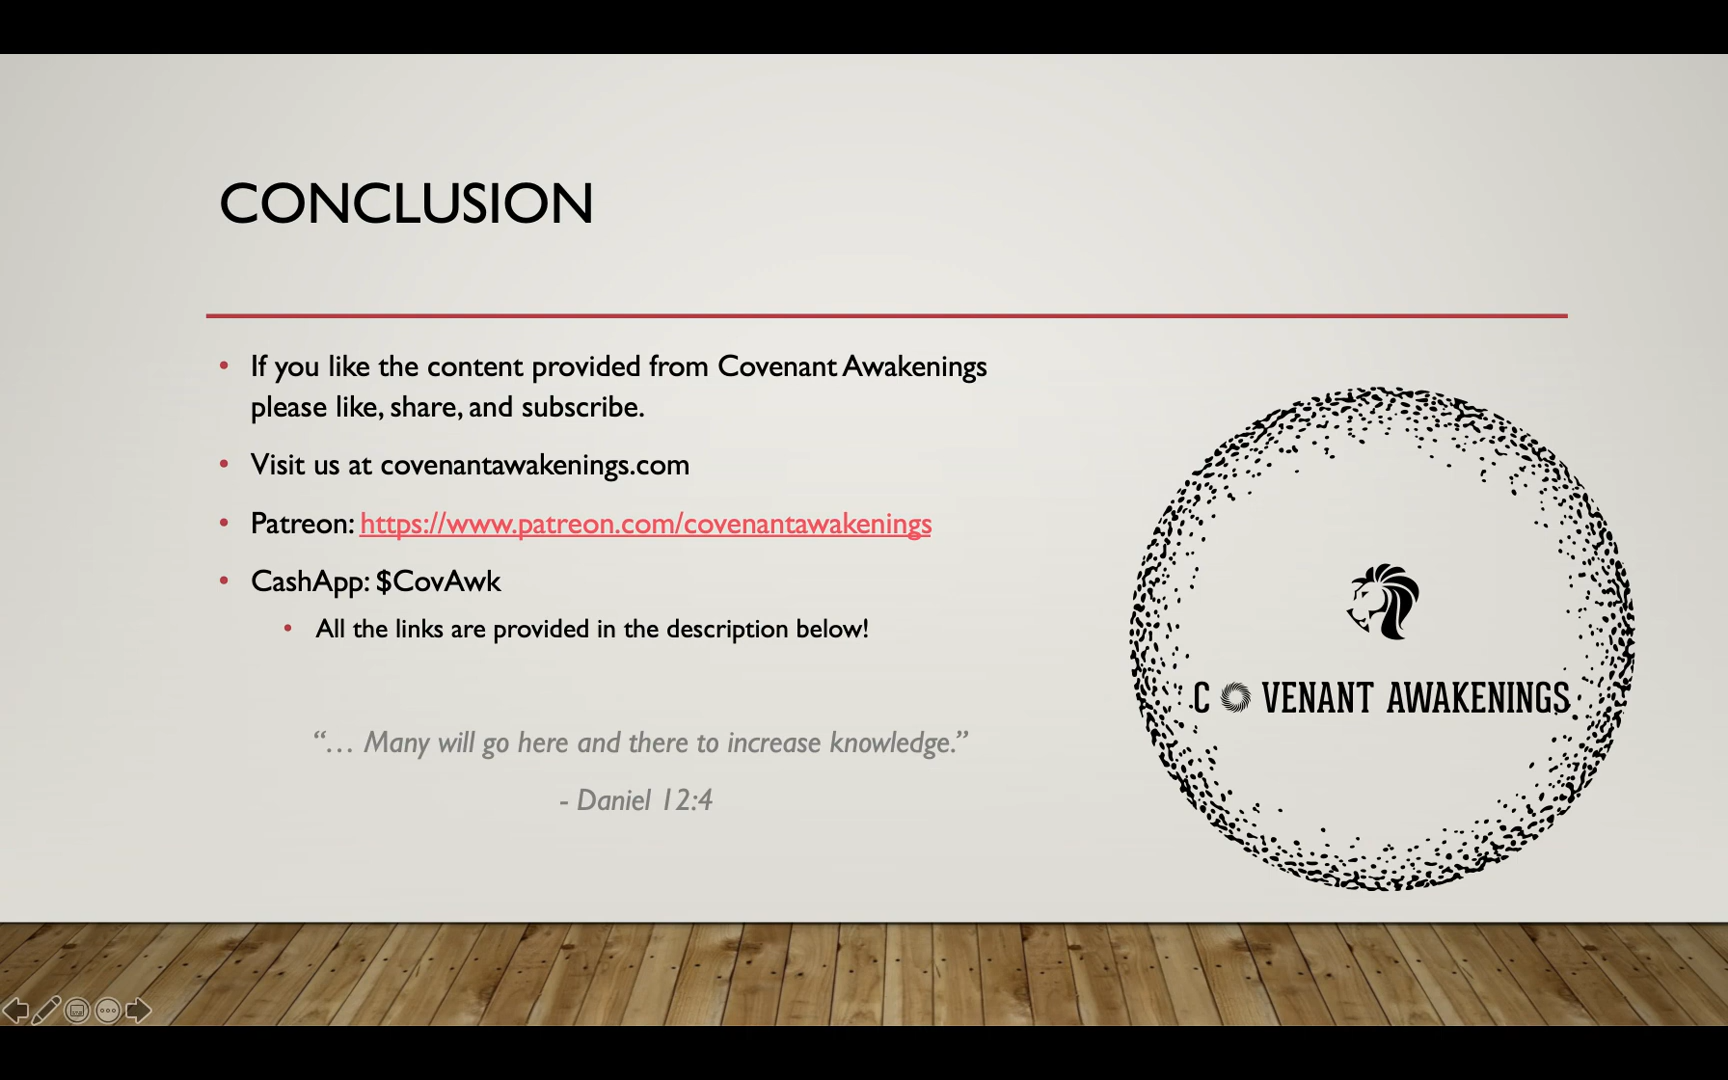 CONCLUSION
• If you like the content provided from Covenant Awakenings
please like, share, and subscribe.
• Visit us at covenantawakenings.com
• Patreon: https://www.patreon.com/covenantawakenings
• CashApp: $CovAwk
• All the links are provided in the description below!
“… Many will go here and there to increase knowledge.”
- Daniel 12:4
COVENANT AWAKENINGS